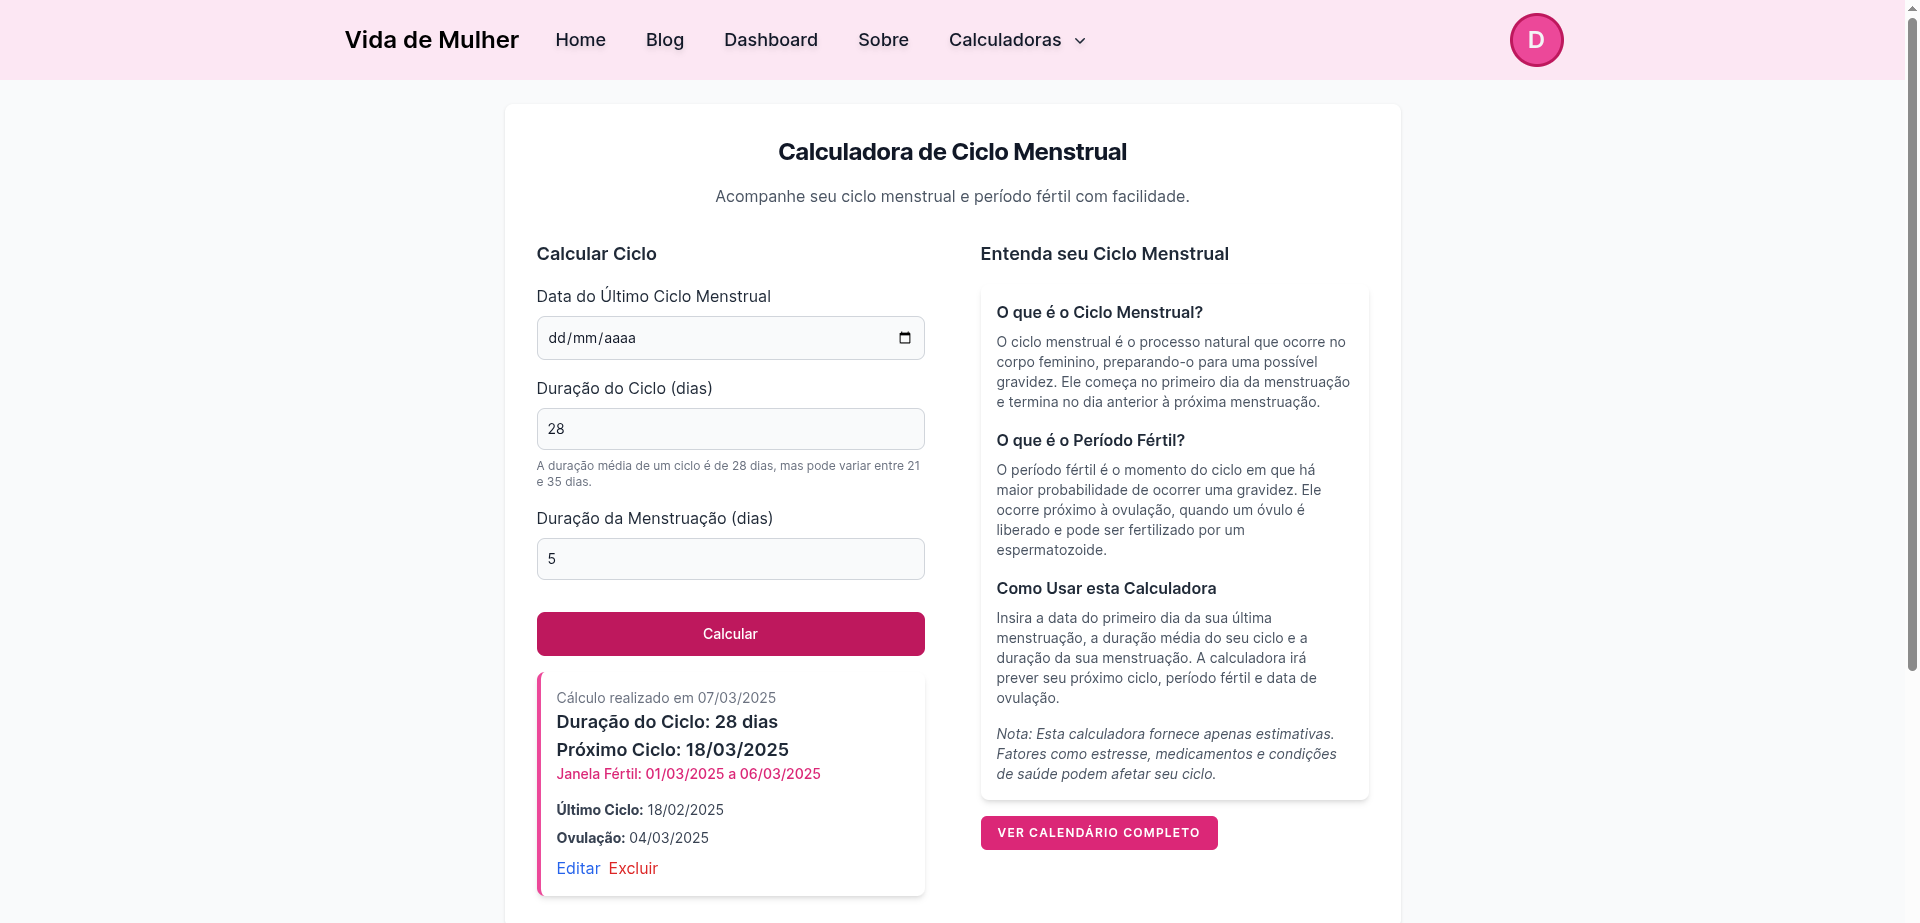 Vida de Mulher
Home
Blog
Dashboard
Sobre
Calculadoras
D
Calculadora de Ciclo Menstrual
Acompanhe seu ciclo menstrual e período fértil com facilidade.
Calcular Ciclo
Data do Último Ciclo Menstrual
dd/mm/aaaa
Duração do Ciclo (dias)
28
A duração média de um ciclo é de 28 dias, mas pode variar entre 21
e 35 dias.
Duração da Menstruação (dias)
5
Calcular
Cálculo realizado em 07/03/2025
Duração do Ciclo: 28 dias
Próximo Ciclo: 18/03/2025
Janela Fértil: 01/03/2025 a 06/03/2025
Último Ciclo: 18/02/2025
Ovulação: 04/03/2025
Editar Excluir
Entenda seu Ciclo Menstrual
O que é o Ciclo Menstrual?
O ciclo menstrual é o processo natural que ocorre no
corpo feminino, preparando-o para uma possível
gravidez. Ele começa no primeiro dia da menstruação
e termina no dia anterior à próxima menstruação.
O que é o Período Fértil?
O período fértil é o momento do ciclo em que há
maior probabilidade de ocorrer uma gravidez. Ele
ocorre próximo à ovulação, quando um óvulo é
liberado e pode ser fertilizado por um
espermatozoide.
Como Usar esta Calculadora
Insira a data do primeiro dia da sua última
menstruação, a duração média do seu ciclo e a
duração da sua menstruação. A calculadora irá
prever seu próximo ciclo, período fértil e data de
ovulação.
Nota: Esta calculadora fornece apenas estimativas.
Fatores como estresse, medicamentos e condições
de saúde podem afetar seu ciclo.
VER CALENDÁRIO COMPLETO